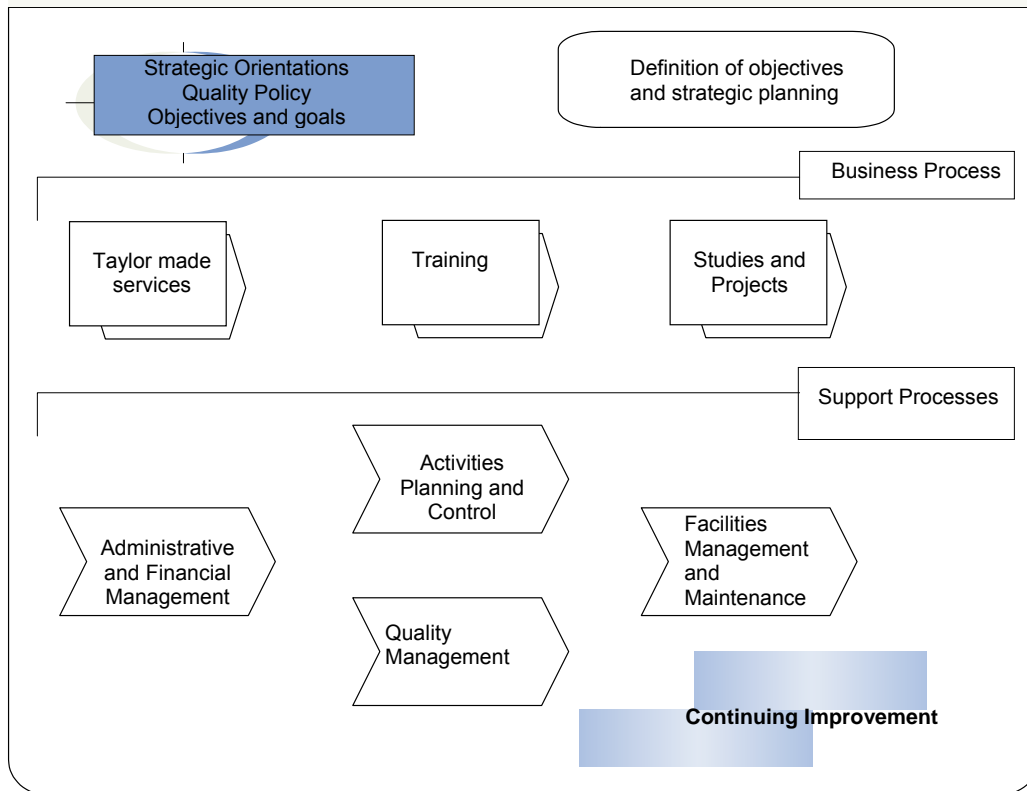 Strategic Orientations
Quality Policy
Objectives and goals
Definition of objectives
and strategic planning
Business Process
Taylor made
services
Training
Studies and
Projects
Support Processes
Activities
Planning and
Control
Administrative
and Financial
Management
Facilities
Management
and
Maintenance
Quality
Management
Continuing Improvement